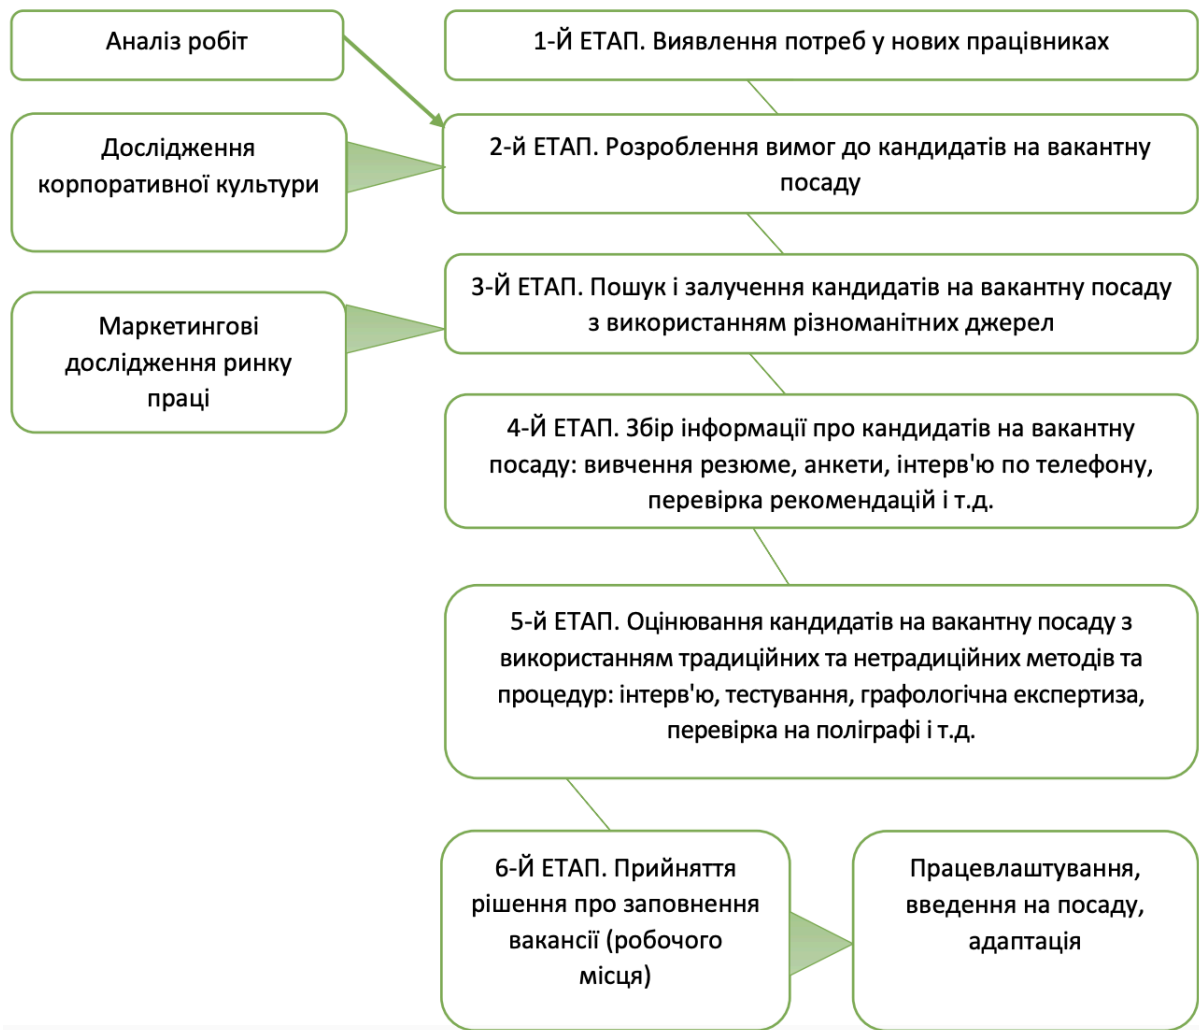 Аналіз робіт
1-Й ЕТАП. Виявлення потреб у нових працівниках
Дослідження
корпоративної культури
2-й ЕТАП. Розроблення вимог до кандидатів на вакантну
посаду
Маркетингові
дослідження ринку
праці
3-Й ЕТАП. Пошук і залучення кандидатів на вакантну посаду
з використанням різноманітних джерел
4-Й ЕТАП. Збір інформації про кандидатів на вакантну
посаду: вивчення резюме, анкети, інтерв'ю по телефону,
перевірка рекомендацій і т.д.
5-й ЕТАП. Оцінювання кандидатів на вакантну посаду з
використанням традиційних та нетрадиційних методів та
процедур: інтерв'ю, тестування, графологічна експертиза,
перевірка на поліграфі і т.д.
6-Й ЕТАП. Прийняття
рішення про заповнення
вакансії (робочого
місця)
Працевлаштування,
введення на посаду,
адаптація